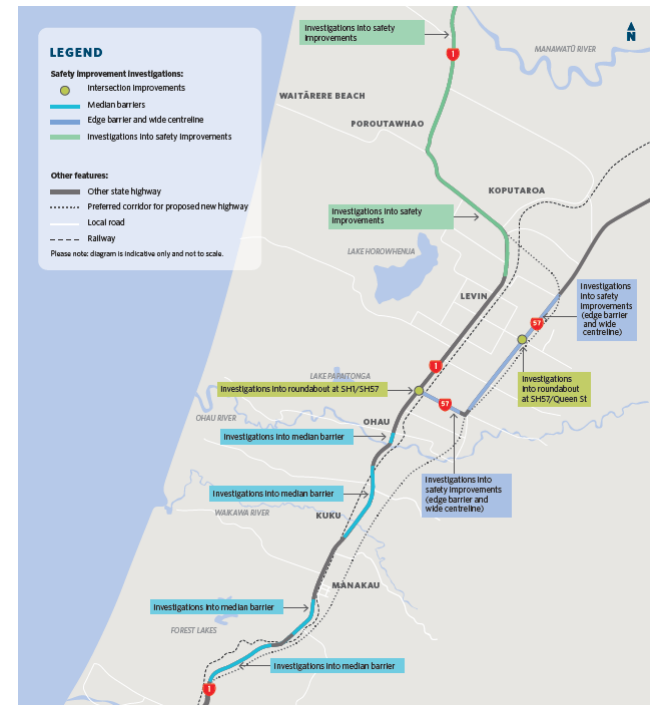 LEGEND
Safety improvement investigations:
Intersection improvements
Median barriers
Edge barrier and wide centreline
Investigations into safety improvements
Other features:
Other state highway
Preferred corridor for proposed new highway
Local road
Railway
Please note: diagram is indicative only and not to scale.
Investigations into safety
improvements
1
N
MANAWATŪ RIVER
WAITĀRERE BEACH
POROUTAWHAO
KOPUTAROA
Investigations into safety
improvements
LAKE HOROWHENUA
LEVIN
Investigations
into safety
improvements
(edge barrier
and wide
centreline)
57
1
LAKE PAPAITONGA
Investigations into roundabout at SH1/SH57
Investigations
into roundabout
at SH57/Queen St
57
OHAU RIVER
OHAU
Investigations into median barrier
Investigations into
safety improvements
(edge barrier and
wide centreline)
Investigations into median barrier
WAIKAWA RIVER
KUKU
MANAKAU
Investigations into median barrier
FOREST LAKES
Investigations into median barrier
1